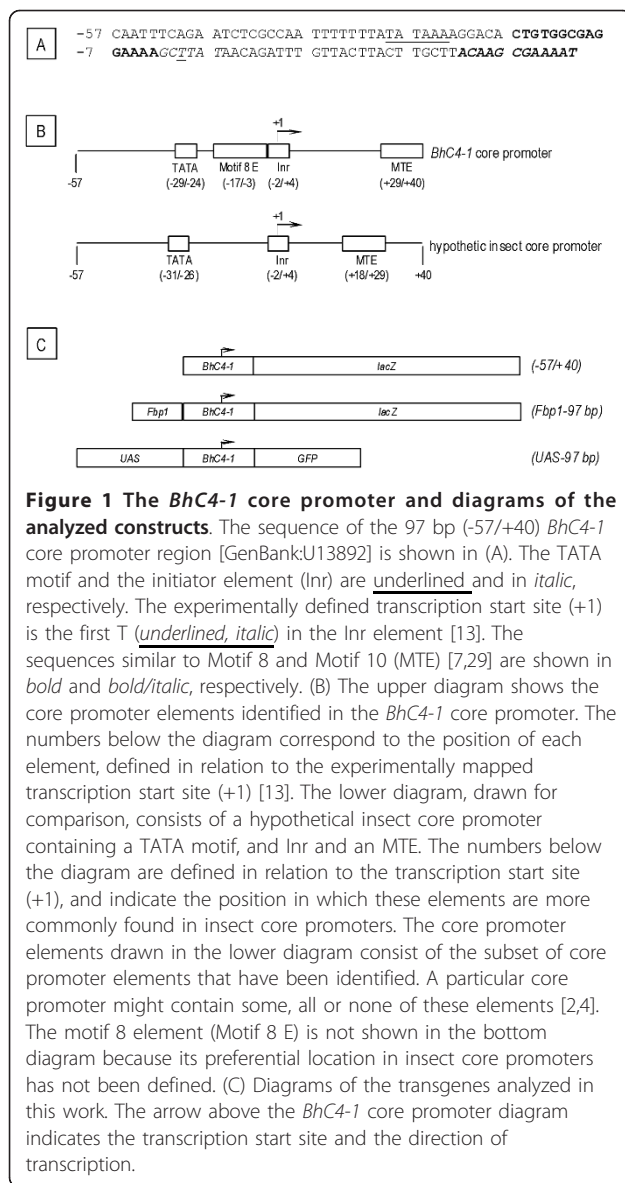 A
-57 CAATTTCAGA ATCTCGCCAA TTTTTTTATA TAAAAGGACA CTGTGGCGAG
-7 GAAAAGCTTAT TAACAGATTT GTTACTTACTT TGCTTACAAG CGAAAAT
B
+1
BhC4-1 core promoter
TATA Motif 8 E Inr MTE
-57 (-29/-24) (-17/-3) (-2/+4) (+29/+40)
+1
hypothetic insect core promoter
TATA Inr MTE
-57 (-31/-26) (-2/+4) (+18/+29) +40
C
BhC4-1 lacZ (-57/+40)
Fbp1 BhC4-1 lacZ (Fbp1-97 bp)
UAS BhC4-1 GFP (UAS-97 bp)
Figure 1 The BhC4-1 core promoter and diagrams of the
analyzed constructs. The sequence of the 97 bp (-57/+40) BhC4-1
core promoter region [GenBank:U13892] is shown in (A). The TATA
motif and the initiator element (Inr) are underlined and in italic,
respectively. The experimentally defined transcription start site (+1)
is the first T (underlined, italic) in the Inr element [13]. The
sequences similar to Motif 8 and Motif 10 (MTE) [7,29] are shown in
bold and bold/italic, respectively. (B) The upper diagram shows the
core promoter elements identified in the BhC4-1 core promoter. The
numbers below the diagram correspond to the position of each
element, defined in relation to the experimentally mapped
transcription start site (+1) [13]. The lower diagram, drawn for
comparison, consists of a hypothetical insect core promoter
containing a TATA motif, and Inr and an MTE. The numbers below
the diagram are defined in relation to the transcription start site
(+1), and indicate the position in which these elements are more
commonly found in insect core promoters. The core promoter
elements drawn in the lower diagram consist of the subset of core
promoter elements that have been identified. A particular core
promoter might contain some, all or none of these elements [2,4].
The motif 8 element (Motif 8 E) is not shown in the bottom
diagram because its preferential location in insect core promoters
has not been defined. (C) Diagrams of the transgenes analyzed in
this work. The arrow above the BhC4-1 core promoter diagram
indicates the transcription start site and the direction of
transcription.